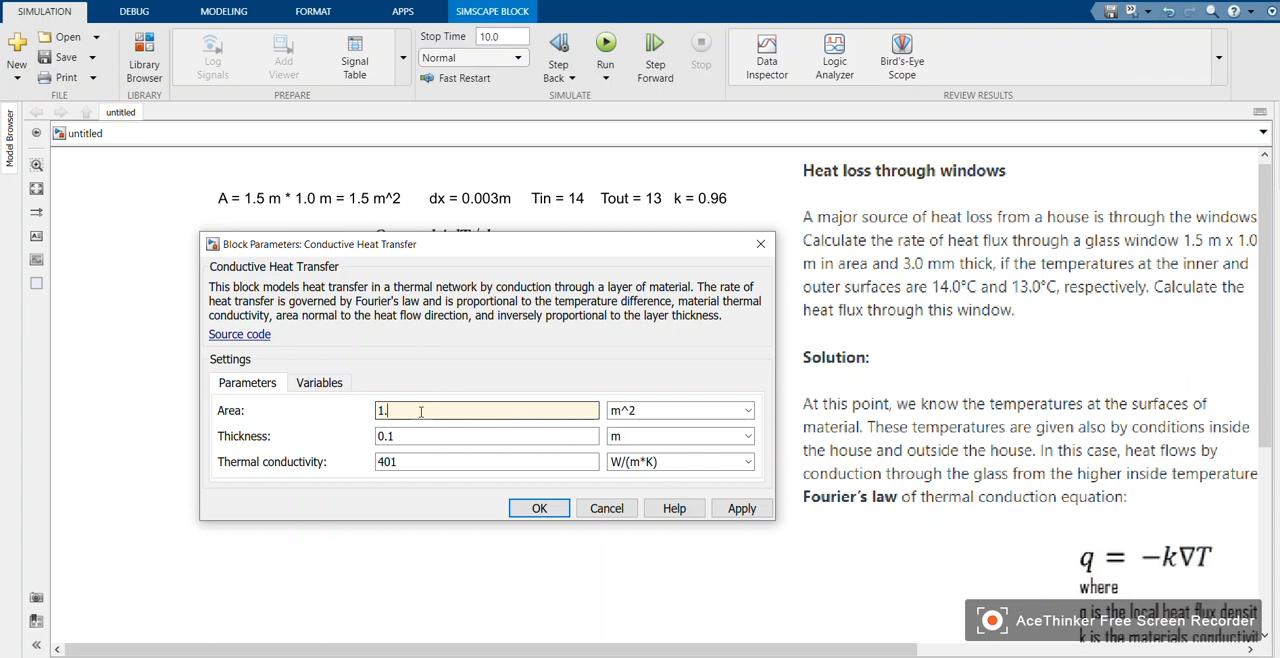 SIMULATION DEBUG MODELING FORMAT APPS SIMSCAPE BLOCK
New
Open
Save
Print
FILE
Library
Browser
LIBRARY
Log
Signals
Add
Viewer
Signal
Table
PREPARE
Stop Time 10.0
Normal
Fast Restart
Step
Back
Run
Step
Forward
Stop
SIMULATE
Data
Inspector
Logic
Analyzer
Bird's-Eye
Scope
REVIEW RESULTS
Model Browser
untitled
untitled
A = 1.5 m * 1.0 m = 1.5 m^2 dx = 0.003m Tin = 14 Tout = 13 k = 0.96
Block Parameters: Conductive Heat Transfer
Conductive Heat Transfer
This block models heat transfer in a thermal network by conduction through a layer of material. The rate of
heat transfer is governed by Fourier's law and is proportional to the temperature difference, material thermal
conductivity, area normal to the heat flow direction, and inversely proportional to the layer thickness.
Source code
Settings
Parameters Variables
Area: 1. m^2
Thickness: 0.1 m
Thermal conductivity: 401 W/(m*K)
OK Cancel Help Apply
Heat loss through windows
A major source of heat loss from a house is through the windows
Calculate the rate of heat flux through a glass window 1.5 m x 1.0
m in area and 3.0 mm thick, if the temperatures at the inner and
outer surfaces are 14.0°C and 13.0°C, respectively. Calculate the
heat flux through this window.
Solution:
At this point, we know the temperatures at the surfaces of
material. These temperatures are given also by conditions inside
the house and outside the house. In this case, heat flows by
conduction through the glass from the higher inside temperature
Fourier's law of thermal conduction equation:
q = −k∇T
where
q is the local heat flux densit
k is the materials conductivit
AceThinker Free Screen Recorder